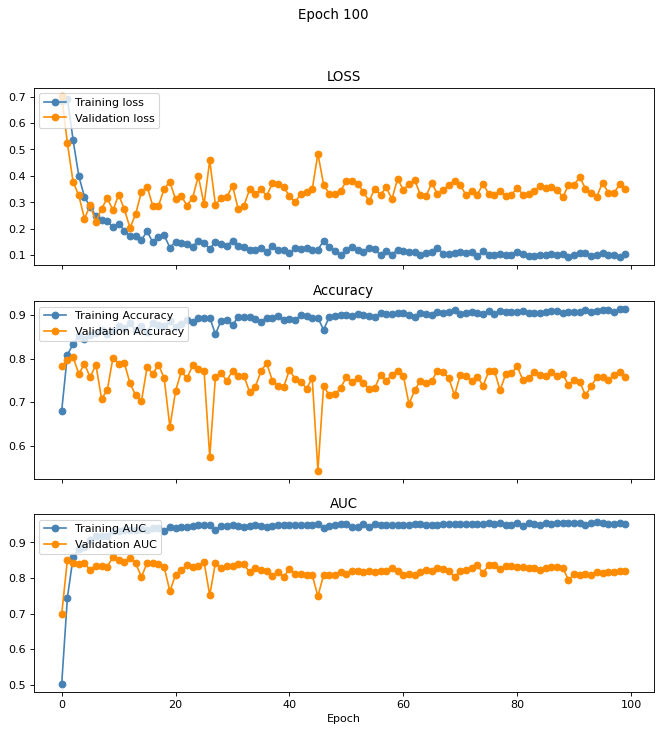 Epoch 100
LOSS
0.7
0.6
0.5
0.4
0.3
0.2
0.1
Training loss
Validation loss
Accuracy
0.9
0.8
0.7
0.6
Training Accuracy
Validation Accuracy
AUC
0.9
0.8
0.7
0.6
0.5
Training AUC
Validation AUC
0 20 40 60 80 100
Epoch